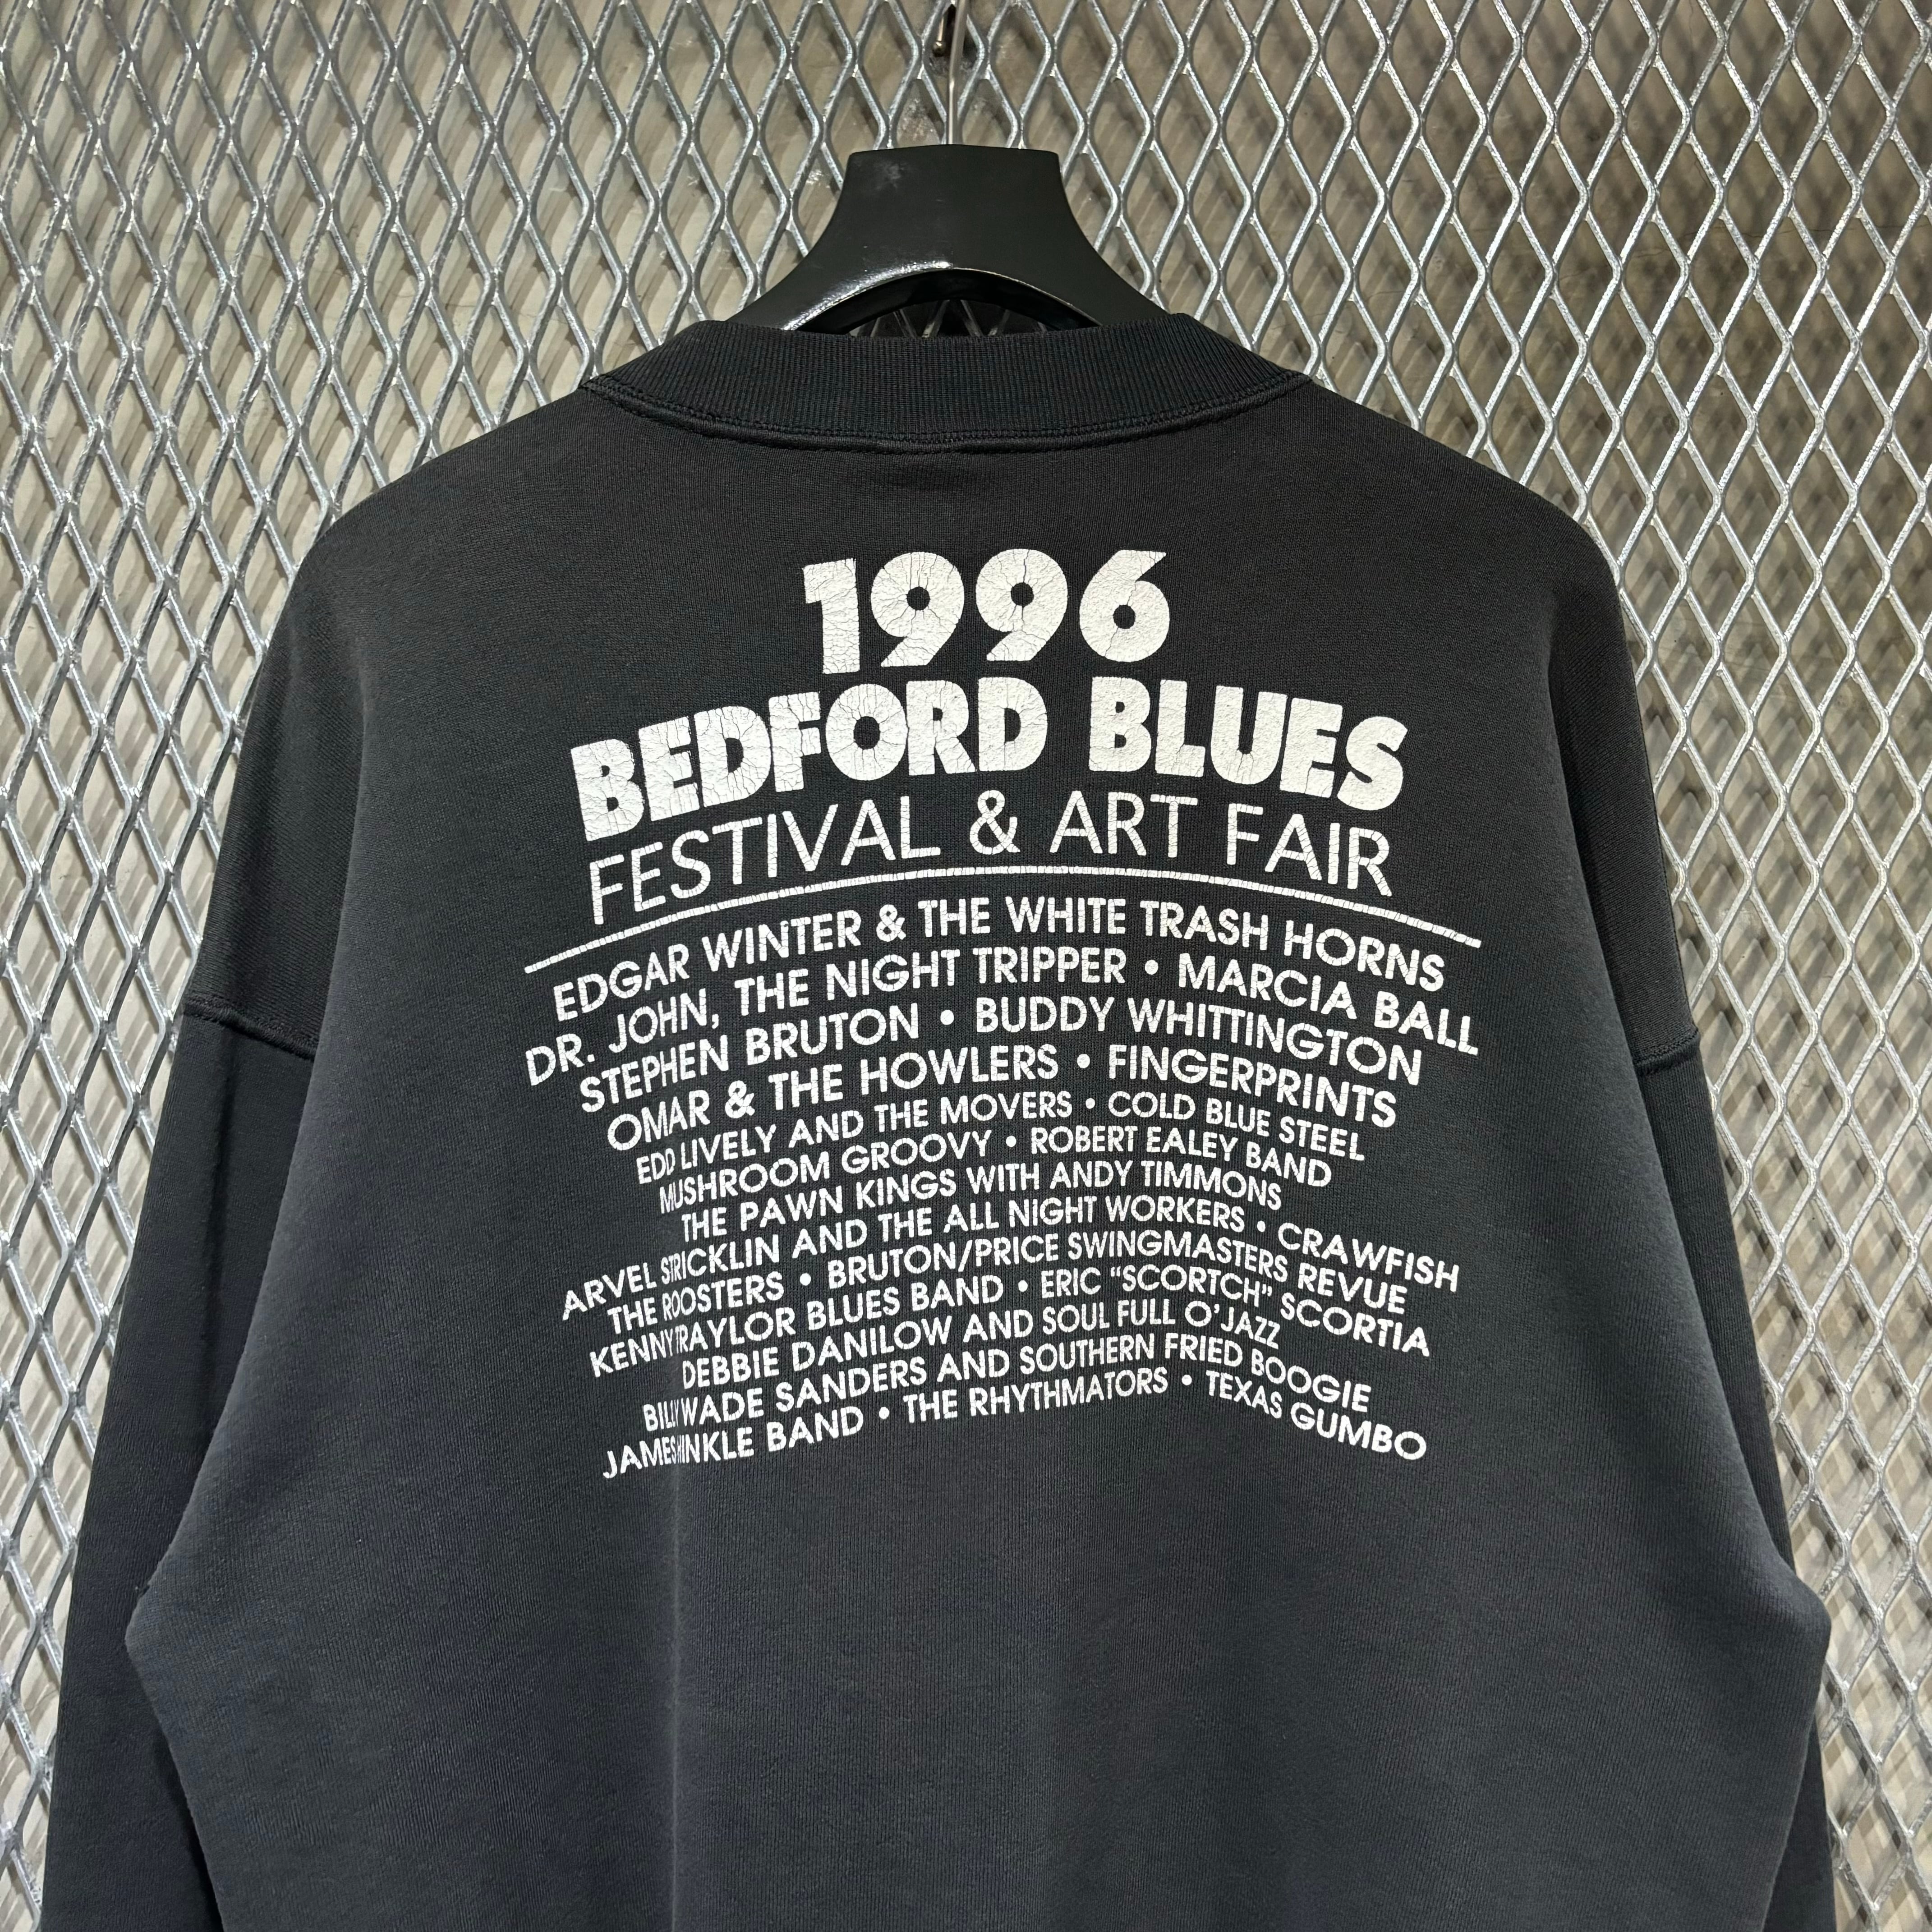 1996
BEDFORD BLUES
FESTIVAL & ART FAIR
EDGAR WINTER & THE WHITE TRASH HORNS
DR. JOHN, THE NIGHT TRIPPER • MARCIA BALL
STEPHEN BRUTON • BUDDY WHITTINGTON
OMAR & THE HOWLERS • FINGERPRINTS
EDD LIVELY AND THE MOVERS • COLD BLUE STEEL
MUSHROOM GROOVY • ROBERT EALEY BAND
THE PAWN KINGS WITH ANDY TIMMONS
ARVEL STRICKLIN AND THE ALL NIGHT WORKERS • CRAWFISH
THE ROOSTERS • BRUTON/PRICE SWINGMASTERS REVUE
KENNY TRAYLOR BLUES BAND • ERIC “SCORTCH” SCORTIA
DEBBIE DANILOW AND SOUL FULL O' JAZZ
BILLY WADE SANDERS AND SOUTHERN FRIED BOOGIE
JAMES HINKLE BAND • THE RHYTHMATORS • TEXAS GUMBO